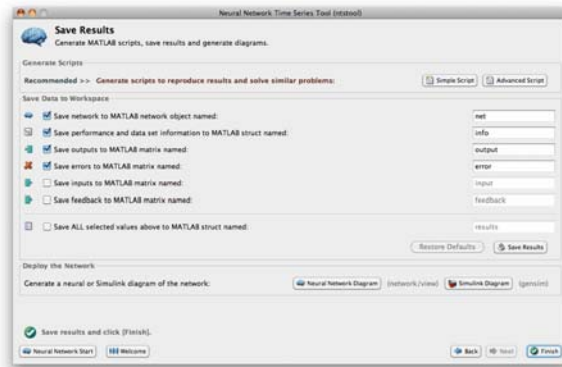 Neural Network Time Series Tool (ntstool)
Save Results
Generate MATLAB scripts, save results and generate diagrams.
Generate Scripts
Recommended >> Generate scripts to reproduce results and solve similar problems: Simple Script Advanced Script
Save Data to Workspace
Save network to MATLAB network object named: net
Save performance and data set information to MATLAB struct named: info
Save outputs to MATLAB matrix named: output
Save errors to MATLAB matrix named: error
Save inputs to MATLAB matrix named: input
Save feedback to MATLAB matrix named: feedback
Save ALL selected values above to MATLAB struct named: results
Restore Defaults Save Results
Deploy the Network
Generate a neural or Simulink diagram of the network: Neural Network Diagram (network/view) Simulink Diagram (gensim)
Save results and click [Finish].
Neural Network Start Welcome Back Next Finish